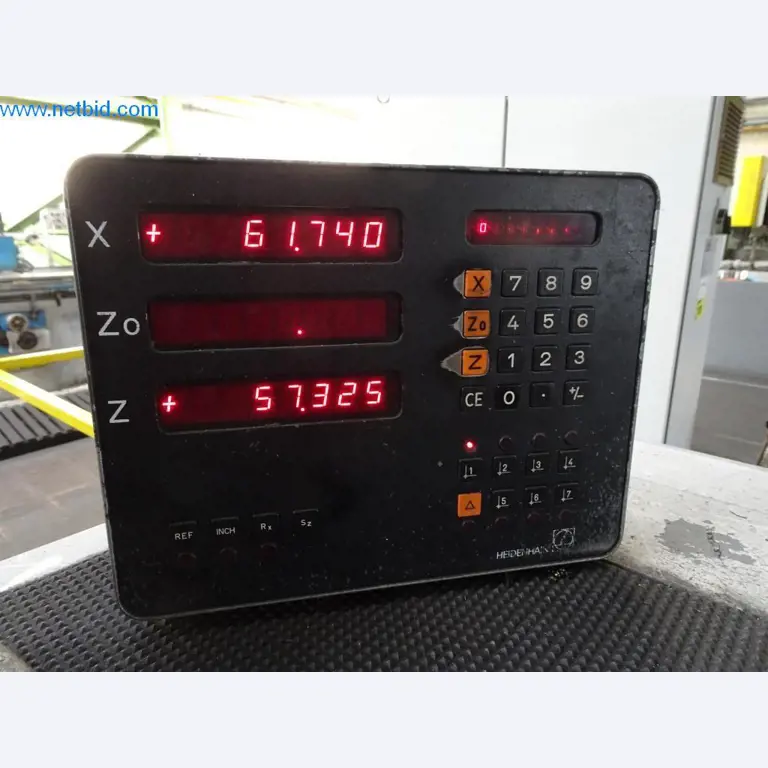 www.netbid.com
X + 61.740
0
Zo .
Z + 57.325
X 7 8 9
Zo 4 5 6
Z 1 2 3
CE 0 . +/-
1 2 3 4
Δ 5 6 7
REF INCH Rx Sz
HEIDENHAIN